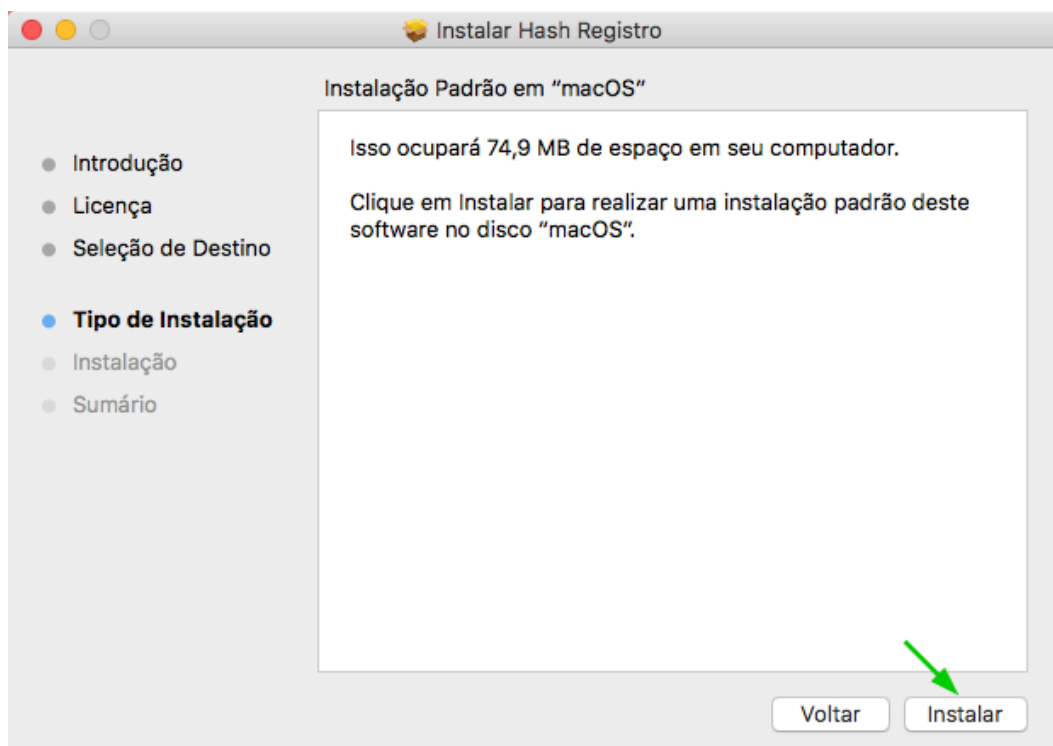 Instalar Hash Registro
Instalação Padrão em “macOS”
Introdução
Licença
Seleção de Destino
Tipo de Instalação
Instalação
Sumário
Isso ocupará 74,9 MB de espaço em seu computador.
Clique em Instalar para realizar uma instalação padrão deste
software no disco “macOS”.
Voltar
Instalar